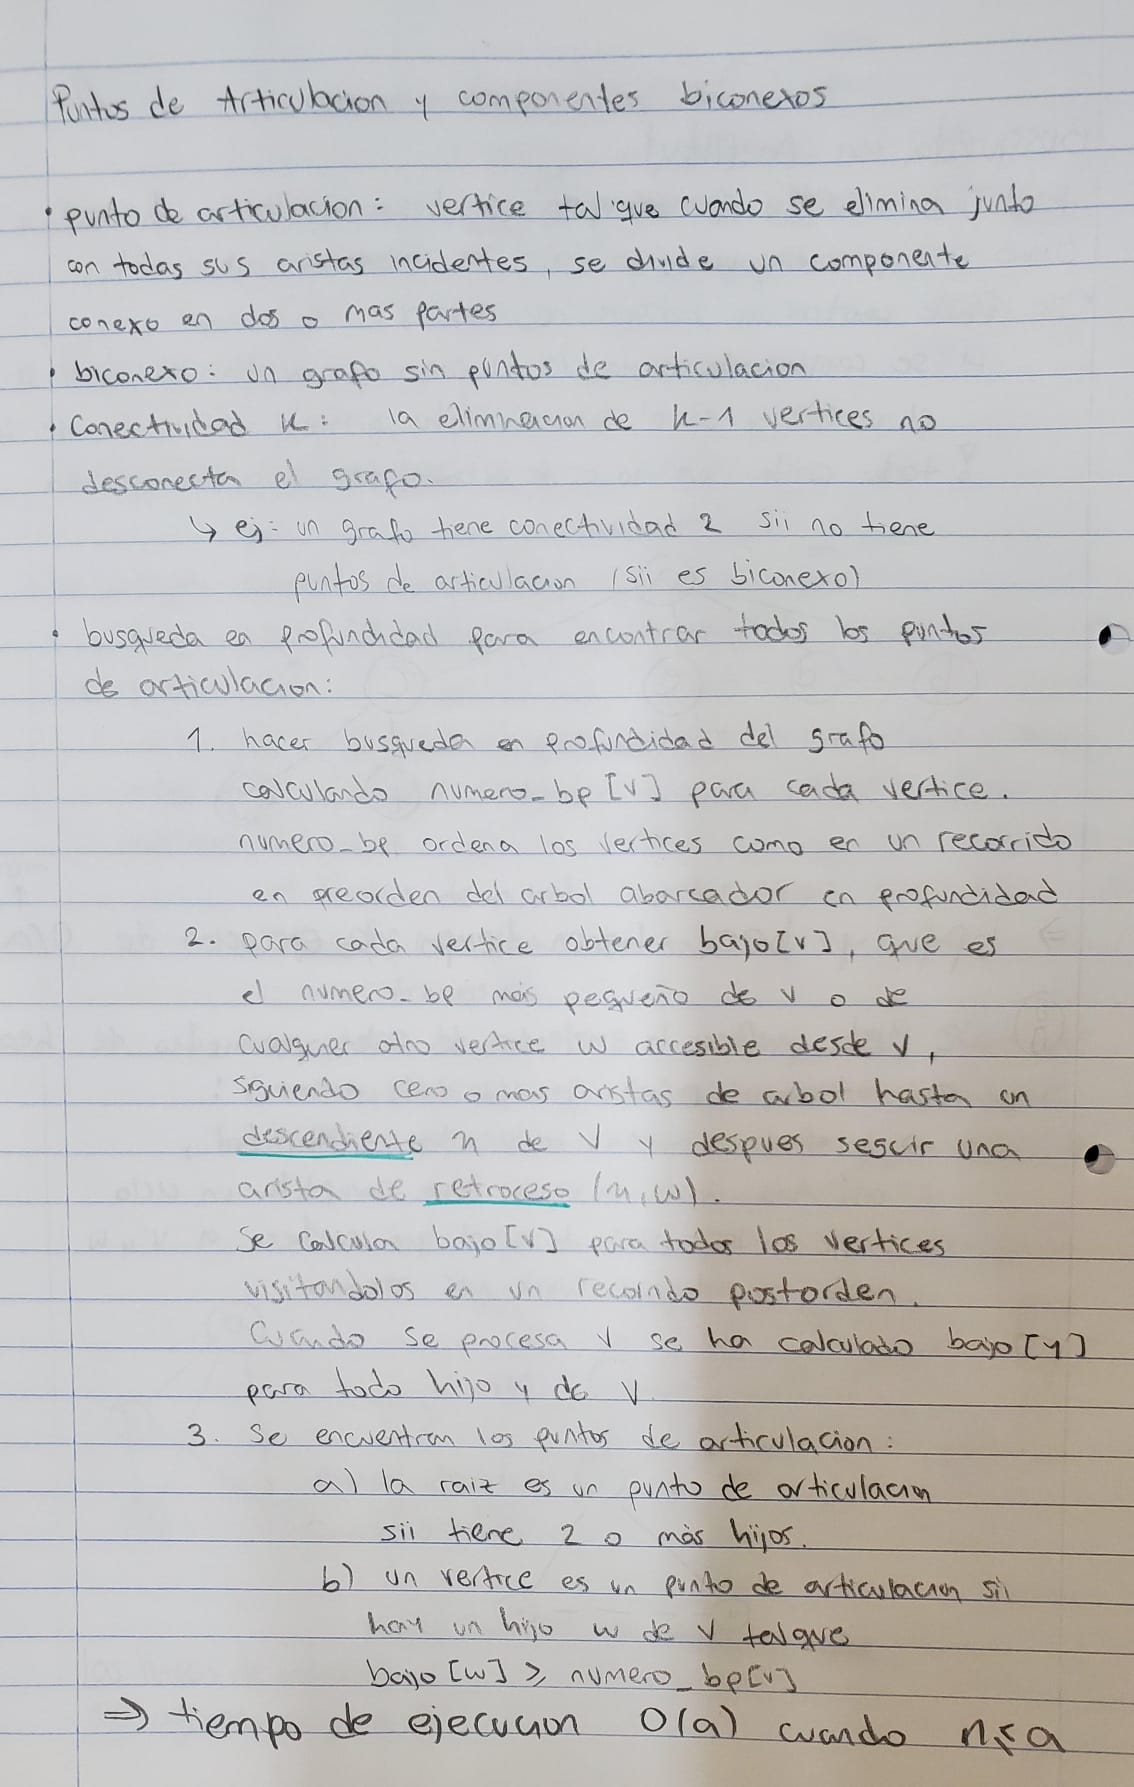 Puntos de Articulacion y componentes biconexos
• punto de articulacion: vertice tal que cuando se elimina junto
con todas sus aristas incidentes, se divide un componente
conexo en dos o mas partes
• biconexo: un grafo sin puntos de articulacion
• Conectividad K: la eliminacion de k-1 vertices no
desconecta el grafo.
↳ ej: un grafo tiene conectividad 2 sii no tiene
puntos de articulacion (sii es biconexo)
• busqueda en profundidad para encontrar todos los puntos
de articulacion:
1. hacer busqueda en profundidad del grafo
calculando numero_bp [v] para cada vertice.
numero_bp ordena los vertices como en un recorrido
en preorden del arbol abarcador en profundidad
2. para cada vertice obtener bajo[v], que es
el numero_bp más pequeño de v o de
cualquier otro vertice w accesible desde v,
siguiendo cero o mas aristas de arbol hasta un
descendiente n de v y despues seguir una
arista de retroceso (n,w).
Se calcula bajo[v] para todos los vertices
visitandolos en un recorrido postorden.
Cuando se procesa v se ha calculado bajo [y]
para todo hijo y de v
3. Se encuentran los puntos de articulacion:
a) la raiz es un punto de articulacion
sii tiene 2 o más hijos.
b) un vertice es un punto de articulacion sii
hay un hijo w de v tal que
bajo [w] ⩾ numero_bp[v]
⇒ tiempo de ejecucion O(a) cuando n≤a